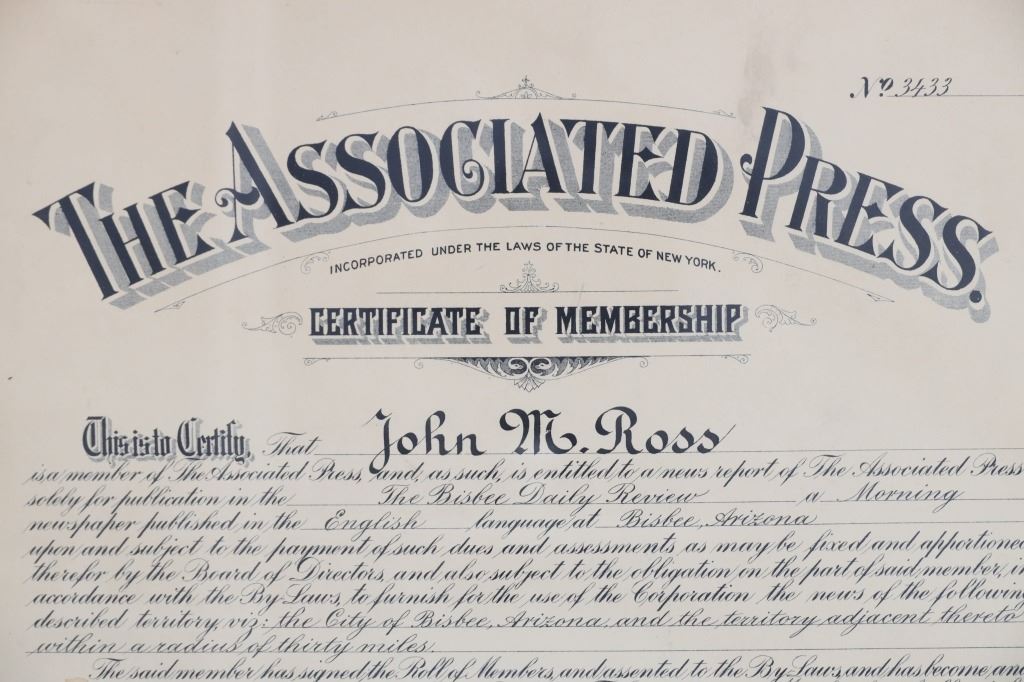 No 3433
THE ASSOCIATED PRESS.
INCORPORATED UNDER THE LAWS OF THE STATE OF NEW YORK.
CERTIFICATE OF MEMBERSHIP
This is to Certify, That John M. Ross
is a member of The Associated Press, and, as such, is entitled to a news report of The Associated Press
solely for publication in the The Bisbee Daily Review a Morning
newspaper published in the English language at Bisbee, Arizona
upon and subject to the payment of such dues and assessments as may be fixed and apportioned
therefor by the Board of Directors, and also subject to the obligation on the part of said member, in
accordance with the By-Laws, to furnish for the use of the Corporation the news of the following
described territory, viz: the City of Bisbee, Arizona, and the territory adjacent thereto
within a radius of thirty miles.
The said member has signed the Roll of Members, and assented to the By-Laws, and has become an